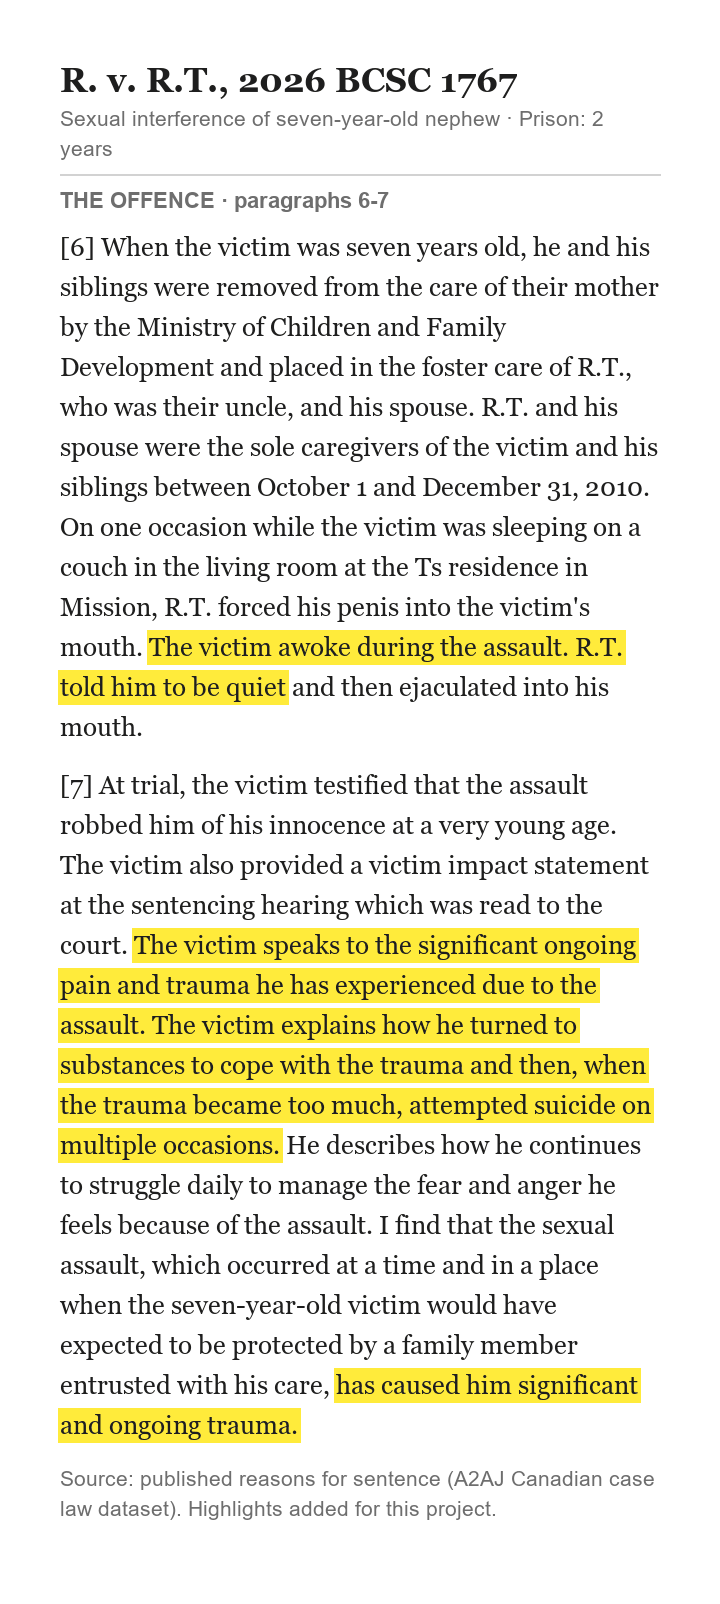 R. v. R.T., 2026 BCSC 1767
Sexual interference of seven-year-old nephew · Prison: 2
years
THE OFFENCE · paragraphs 6-7
[6] When the victim was seven years old, he and his
siblings were removed from the care of their mother
by the Ministry of Children and Family
Development and placed in the foster care of R.T.,
who was their uncle, and his spouse. R.T. and his
spouse were the sole caregivers of the victim and his
siblings between October 1 and December 31, 2010.
On one occasion while the victim was sleeping on a
couch in the living room at the Ts residence in
Mission, R.T. forced his penis into the victim's
mouth. The victim awoke during the assault. R.T.
told him to be quiet and then ejaculated into his
mouth.
[7] At trial, the victim testified that the assault
robbed him of his innocence at a very young age.
The victim also provided a victim impact statement
at the sentencing hearing which was read to the
court. The victim speaks to the significant ongoing
pain and trauma he has experienced due to the
assault. The victim explains how he turned to
substances to cope with the trauma and then, when
the trauma became too much, attempted suicide on
multiple occasions. He describes how he continues
to struggle daily to manage the fear and anger he
feels because of the assault. I find that the sexual
assault, which occurred at a time and in a place
when the seven-year-old victim would have
expected to be protected by a family member
entrusted with his care, has caused him significant
and ongoing trauma.
Source: published reasons for sentence (A2AJ Canadian case
law dataset). Highlights added for this project.